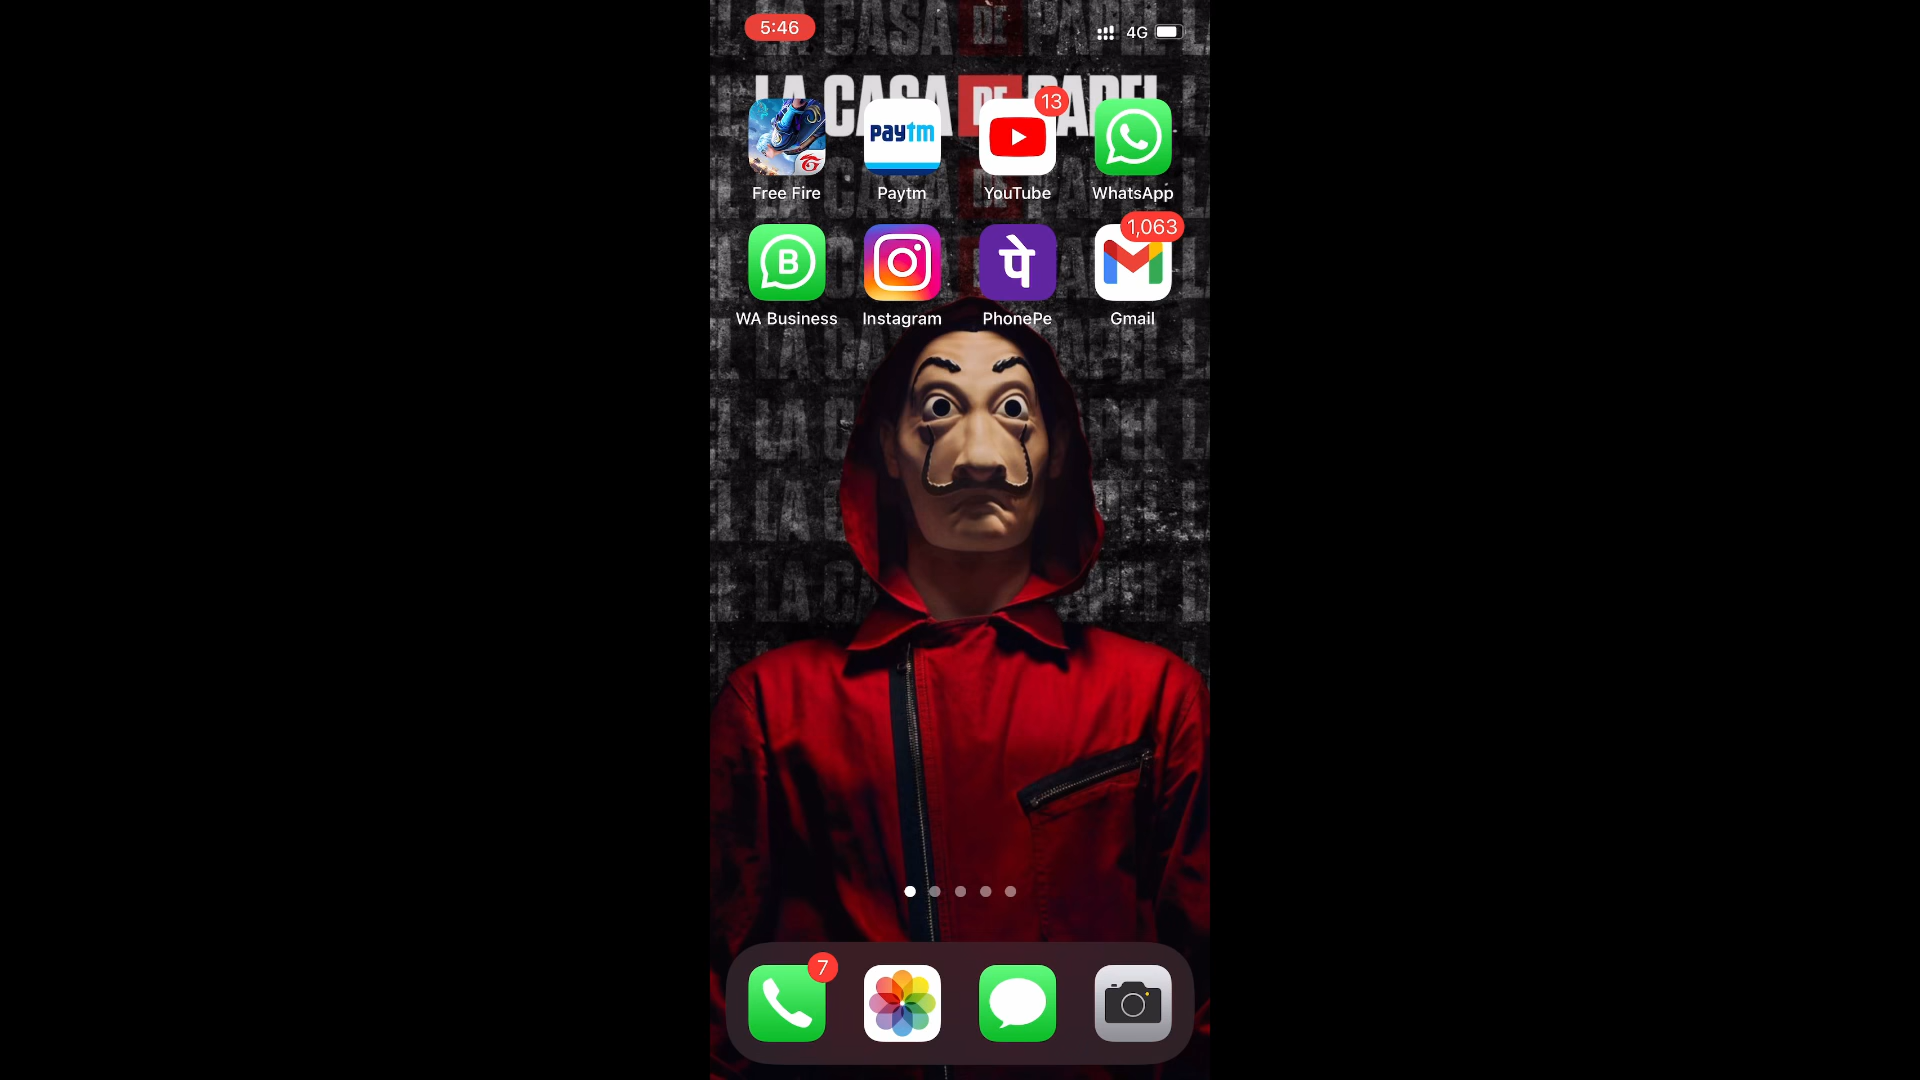 5:46
4G
LA CASA DE PAPEL
13
paytm
Free Fire
Paytm
YouTube
WhatsApp
1,063
B
पे
WA Business
Instagram
PhonePe
Gmail
7